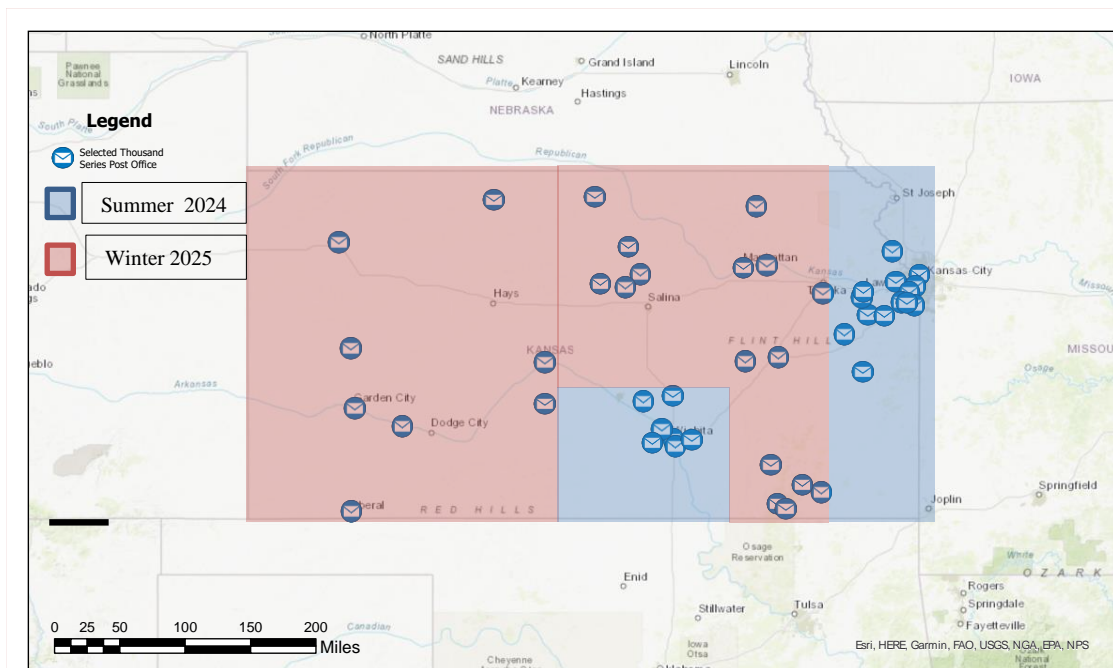 North Platte
SAND HILLS
Grand Island
Lincoln
Pawnee
National
Grasslands
IOWA
Platte
Kearney
Hastings
NEBRASKA
South Platte
Legend
Selected Thousand
Series Post Office
South Fork Republican
Republican
Summer 2024
St Joseph
Winter 2025
Manhattan
Kansas
Kansas City
Hays
Salina
KANSAS
FLINT HILL
MISSOU
Osage
Arkansas
Garden City
Dodge City
RED HILLS
Joplin
Springfield
Osage
Reservation
White
OZARK
Enid
Rogers
Springdale
Fayetteville
Stillwater
Tulsa
0 25 50 100 150 200
Miles
Canadian
Iowa
Otsa
Cheyenne
Esri, HERE, Garmin, FAO, USGS, NGA, EPA, NPS
National
Forest